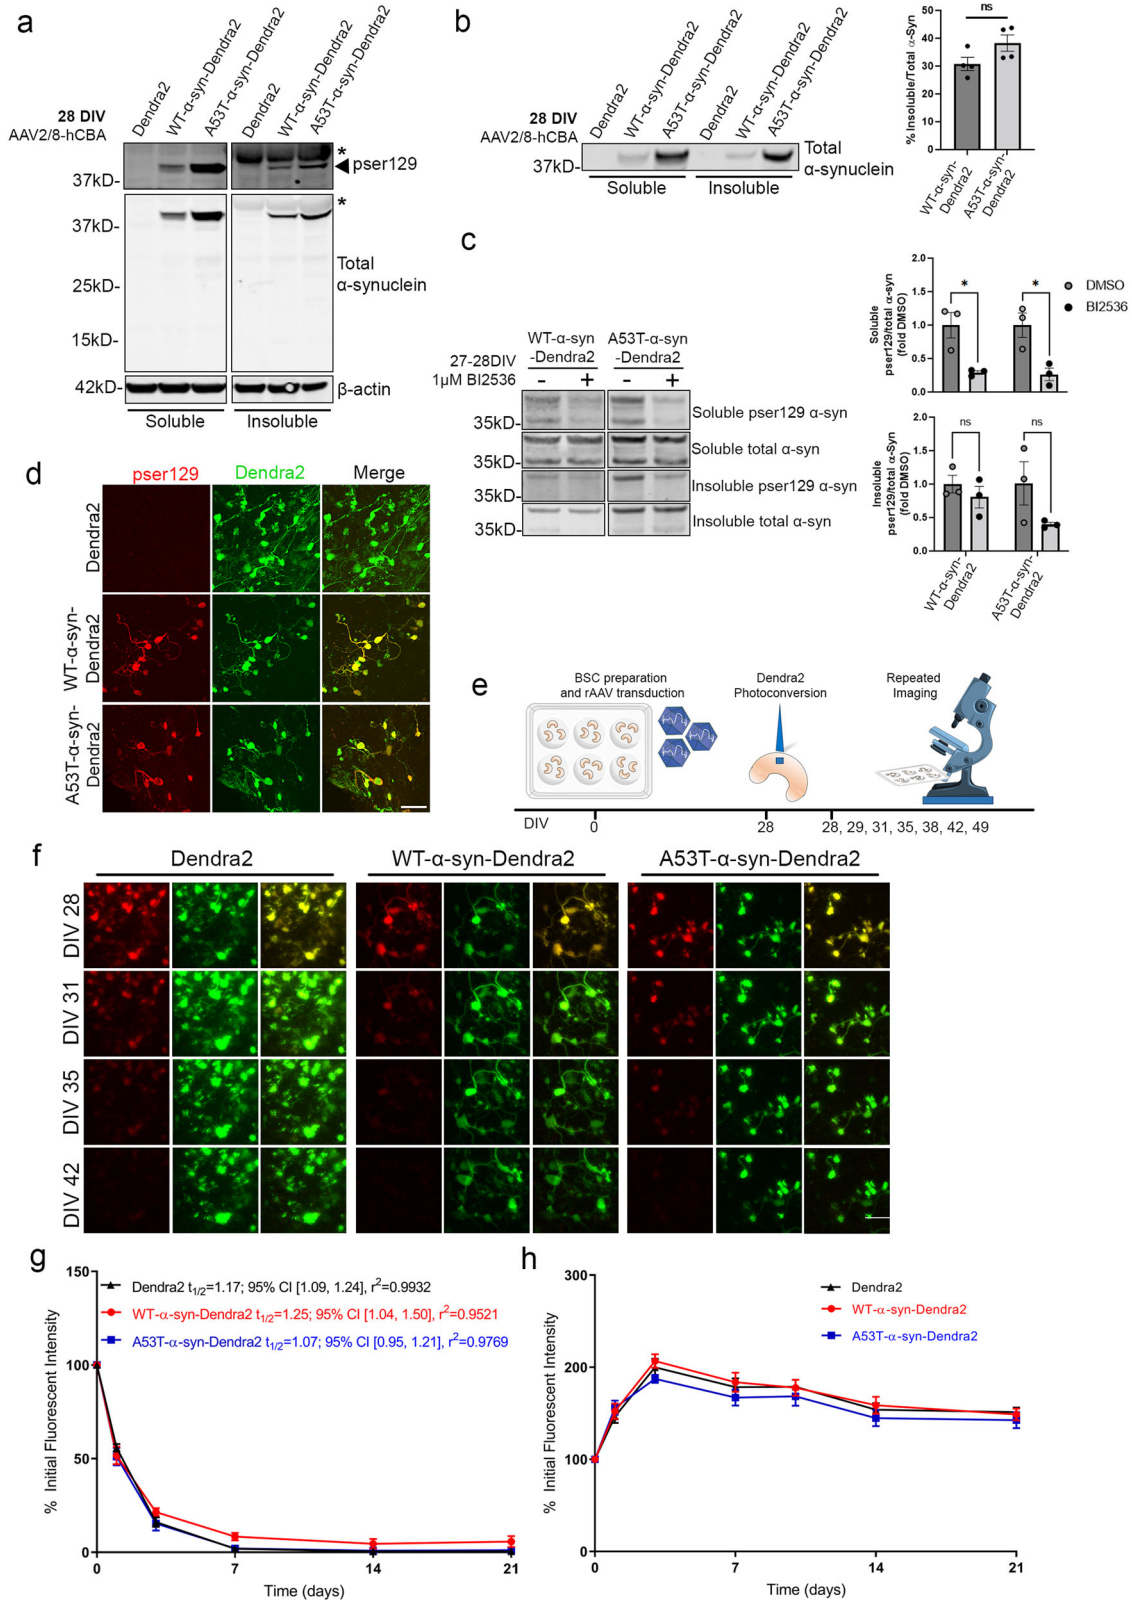 a
28 DIV
AAV2/8-hCBA
Dendra2
WT-α-syn-Dendra2
A53T-α-syn-Dendra2
Dendra2
WT-α-syn-Dendra2
A53T-α-syn-Dendra2
*
pser129
37kD-
*
37kD-
Total
α-synuclein
25kD-
15kD-
42kD-
β-actin
Soluble
Insoluble
b
28 DIV
AAV2/8-hCBA
Dendra2
WT-α-syn-Dendra2
A53T-α-syn-Dendra2
Dendra2
WT-α-syn-Dendra2
A53T-α-syn-Dendra2
37kD-
Total
α-synuclein
Soluble
Insoluble
% Insoluble/Total α-Syn
50
40
30
20
10
0
ns
WT-α-syn-
Dendra2
A53T-α-syn-
Dendra2
c
WT-α-syn
-Dendra2
A53T-α-syn
-Dendra2
27-28DIV
1µM BI2536
- + - +
35kD-
Soluble pser129 α-syn
35kD-
Soluble total α-syn
35kD-
Insoluble pser129 α-syn
35kD-
Insoluble total α-syn
Soluble
pser129/total α-syn
(fold DMSO)
2.0
1.5
1.0
0.5
0.0
*
*
DMSO
BI2536
Insoluble
pser129/total α-Syn
(fold DMSO)
2.0
1.5
1.0
0.5
0.0
ns
ns
WT-α-syn-
Dendra2
A53T-α-syn-
Dendra2
d
pser129
Dendra2
Merge
Dendra2
WT-α-syn-
Dendra2
A53T-α-syn-
Dendra2
e
BSC preparation
and rAAV transduction
Dendra2
Photoconversion
Repeated
Imaging
DIV
0
28
28, 29, 31, 35, 38, 42, 49
f
Dendra2
WT-α-syn-Dendra2
A53T-α-syn-Dendra2
DIV 28
DIV 31
DIV 35
DIV 42
g
% Initial Fluorescent Intensity
150
100
50
0
Dendra2 t1/2=1.17; 95% CI [1.09, 1.24], r2=0.9932
WT-α-syn-Dendra2 t1/2=1.25; 95% CI [1.04, 1.50], r2=0.9521
A53T-α-syn-Dendra2 t1/2=1.07; 95% CI [0.95, 1.21], r2=0.9769
0 7 14 21
Time (days)
h
% Initial Fluorescent Intensity
300
200
100
0
Dendra2
WT-α-syn-Dendra2
A53T-α-syn-Dendra2
0 7 14 21
Time (days)